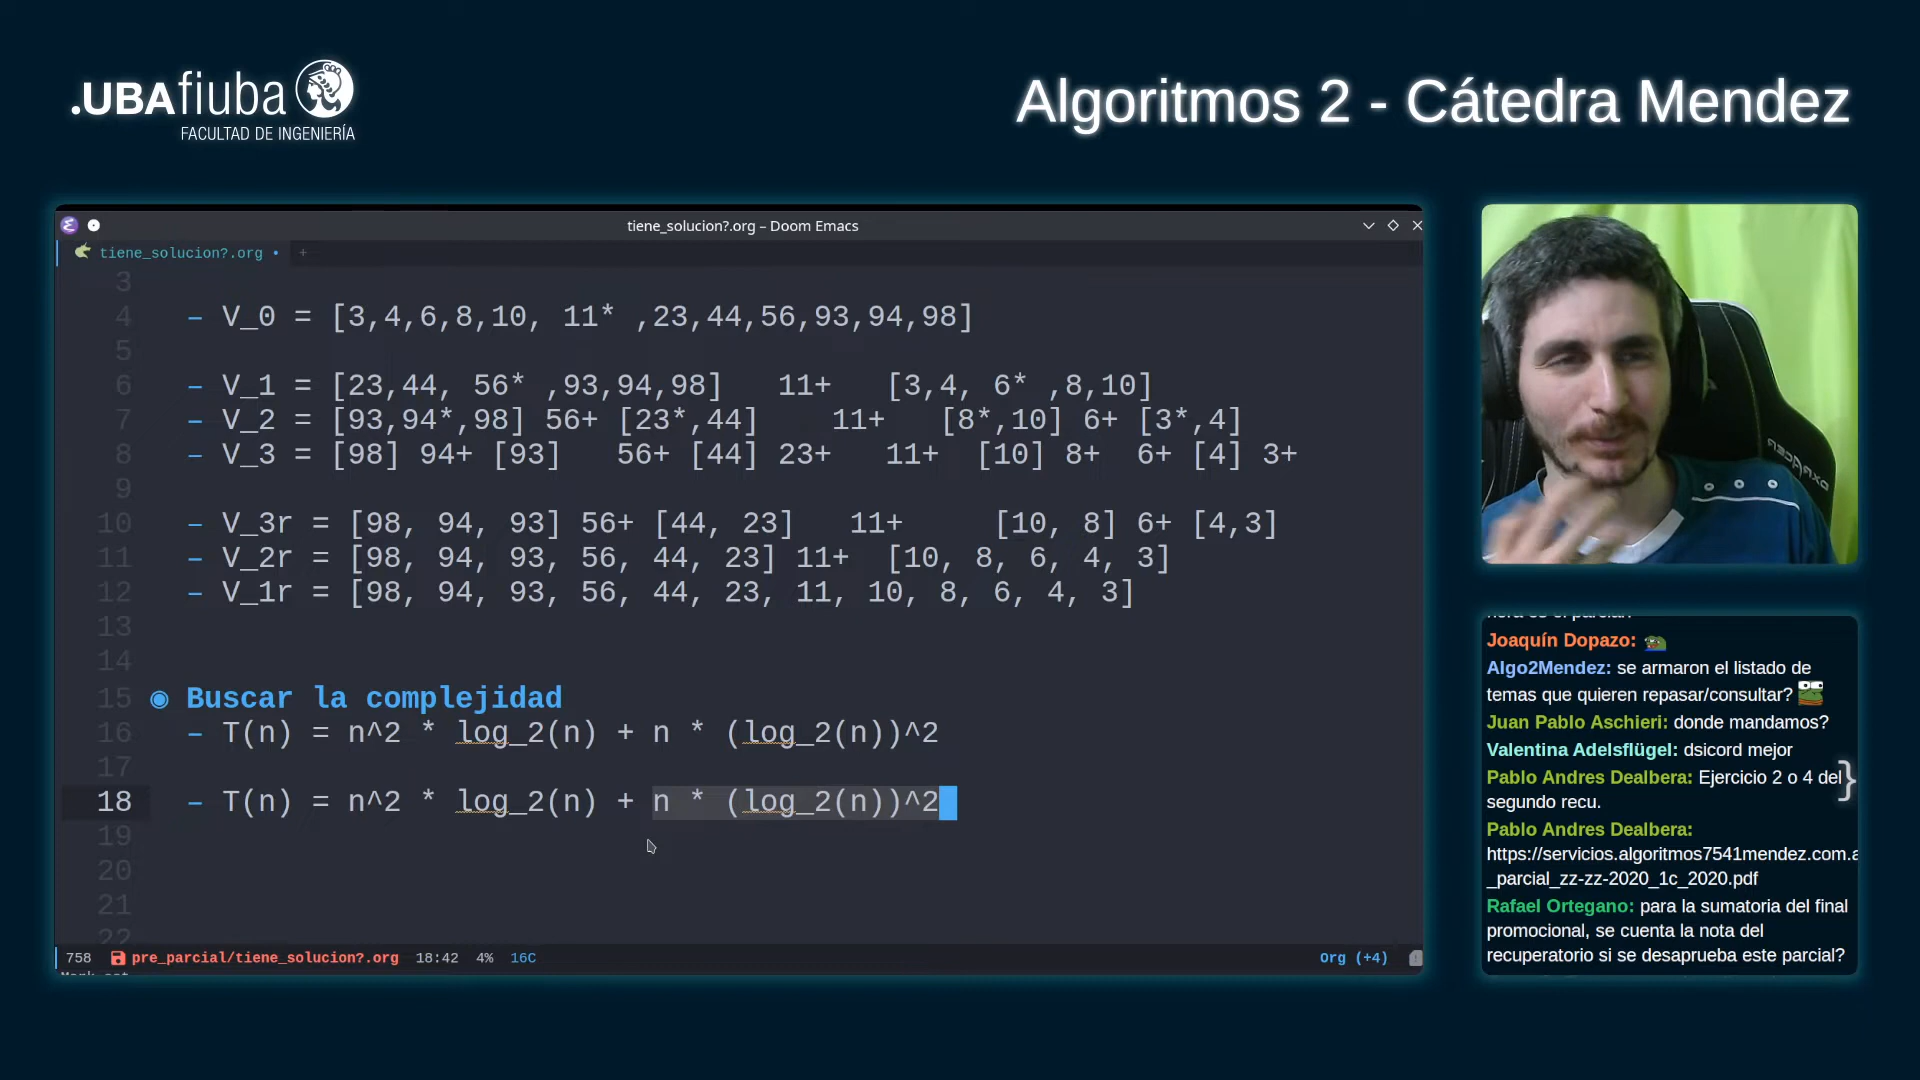 .UBAfiuba
FACULTAD DE INGENIERÍA
Algoritmos 2 - Cátedra Mendez
tiene_solucion?.org – Doom Emacs
tiene_solucion?.org
3
4 - V_0 = [3,4,6,8,10, 11* ,23,44,56,93,94,98]
5
6 - V_1 = [23,44, 56* ,93,94,98] 11+ [3,4, 6* ,8,10]
7 - V_2 = [93,94*,98] 56+ [23*,44] 11+ [8*,10] 6+ [3*,4]
8 - V_3 = [98] 94+ [93] 56+ [44] 23+ 11+ [10] 8+ 6+ [4] 3+
9
10 - V_3r = [98, 94, 93] 56+ [44, 23] 11+ [10, 8] 6+ [4,3]
11 - V_2r = [98, 94, 93, 56, 44, 23] 11+ [10, 8, 6, 4, 3]
12 - V_1r = [98, 94, 93, 56, 44, 23, 11, 10, 8, 6, 4, 3]
13
14
15 Buscar la complejidad
16 - T(n) = n^2 * log_2(n) + n * (log_2(n))^2
17
18 - T(n) = n^2 * log_2(n) + n * (log_2(n))^2
19
20
21
22
758 pre_parcial/tiene_solucion?.org 18:42 4% 16C Org (+4)
Joaquín Dopazo:
Algo2Mendez: se armaron el listado de
temas que quieren repasar/consultar?
Juan Pablo Aschieri: donde mandamos?
Valentina Adelsflügel: dsicord mejor
Pablo Andres Dealbera: Ejercicio 2 o 4 del
segundo recu.
Pablo Andres Dealbera:
https://servicios.algoritmos7541mendez.com.a
_parcial_zz-zz-2020_1c_2020.pdf
Rafael Ortegano: para la sumatoria del final
promocional, se cuenta la nota del
recuperatorio si se desaprueba este parcial?
}